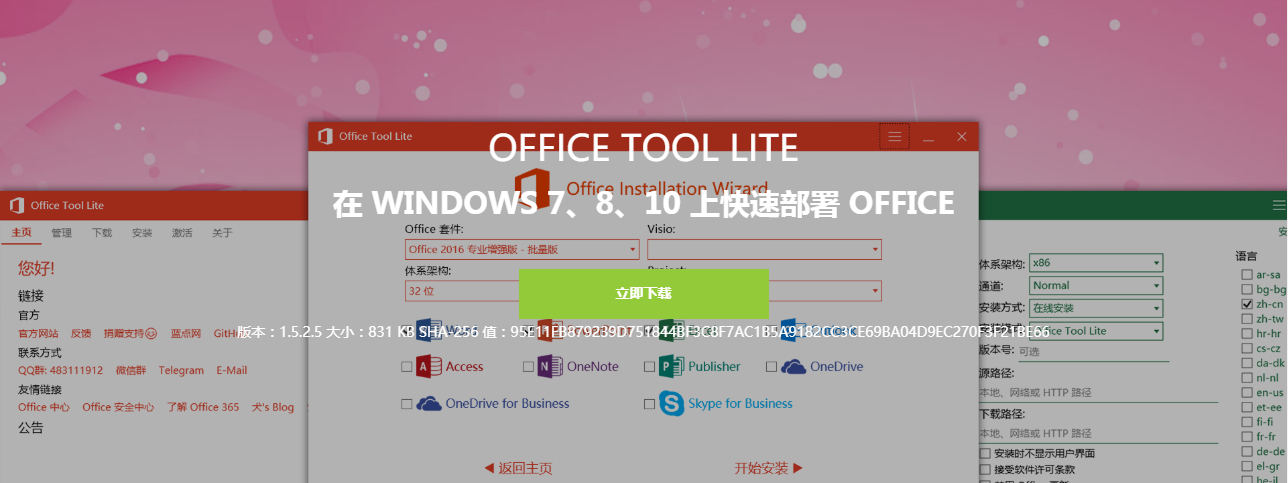 Office Tool Lite
OFFICE TOOL LITE
Office Installation Wizard
在 WINDOWS 7、8、10 上快速部署 OFFICE
Office 套件:
Visio:
Office 2016 专业增强版 - 批量版
体系架构:
Project:
32 位
立即下载
版本：1.5.2.5 大小：831 KB SHA-256 值：
Access
OneNote
Publisher
OneDrive
OneDrive for Business
Skype for Business
◀ 返回主页
开始安装 ▶
Office Tool Lite
主页 管理 下载 安装 激活 关于
您好!
链接
官方
官方网站 反馈 捐赠支持 蓝点网
联系方式
QQ群: 483111912 微信群 Telegram E-Mail
友情链接
Office 中心 Office 安全中心 了解 Office 365 犬's Blog
公告
体系架构: x86
通道: Normal
安装方式: 在线安装
Office Tool Lite
版本号: 可选
源路径:
本地、网络或 HTTP 路径
下载路径:
本地、网络或 HTTP 路径
安装时不显示用户界面
接受软件许可条款
语言
ar-sa
bg-bg
zh-cn
zh-tw
hr-hr
cs-cz
da-dk
nl-nl
en-us
et-ee
fi-fi
fr-fr
de-de
el-gr